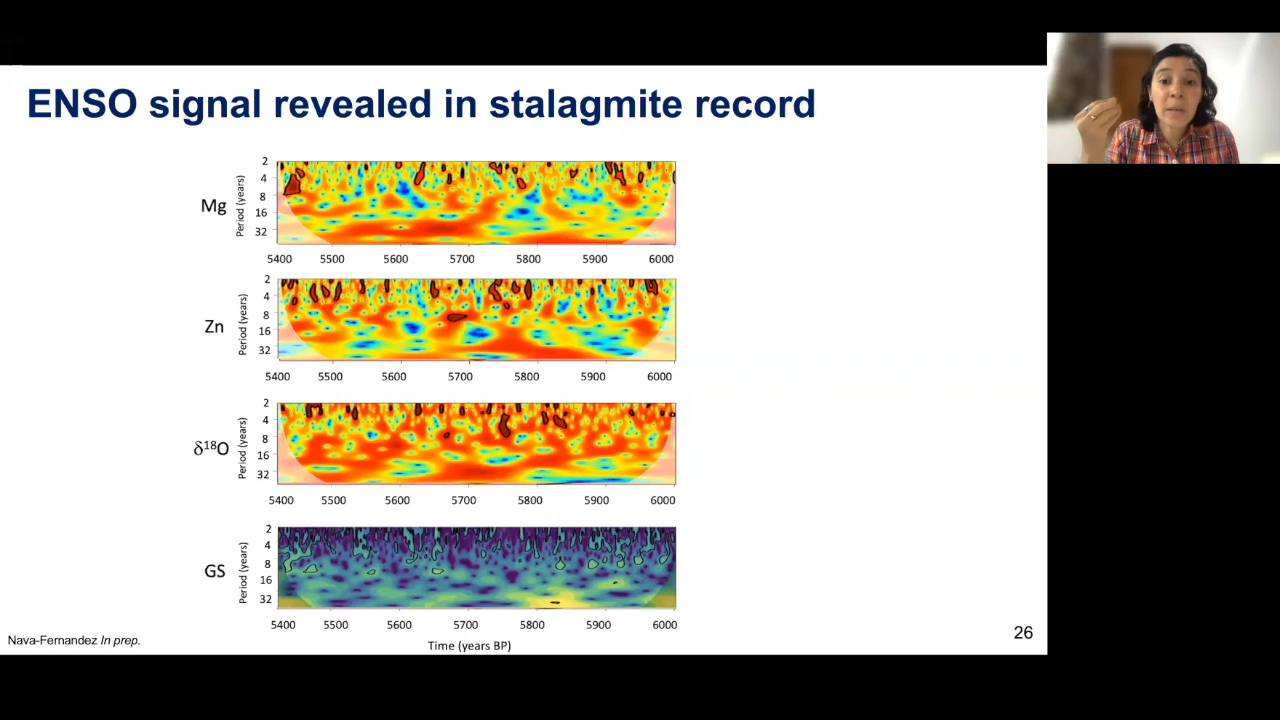 ENSO signal revealed in stalagmite record
2
4
8
16
32
Period (years)
Mg
5400 5500 5600 5700 5800 5900 6000
2
4
8
16
32
Period (years)
Zn
5400 5500 5600 5700 5800 5900 6000
2
4
8
16
32
Period (years)
δ¹⁸O
5400 5500 5600 5700 5800 5900 6000
2
4
8
16
32
Period (years)
GS
5400 5500 5600 5700 5800 5900 6000
Time (years BP)
Nava-Fernandez In prep.
26